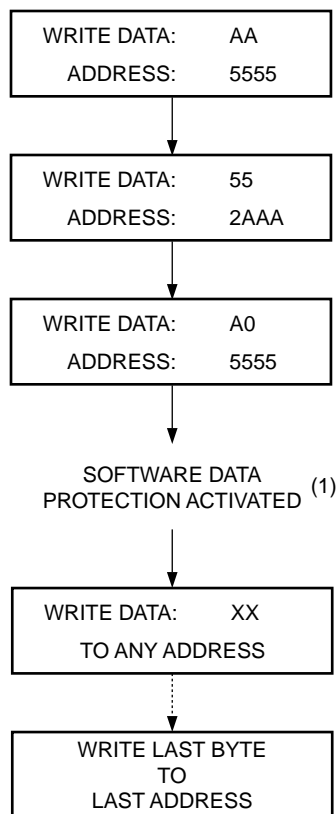 WRITE DATA: AA
ADDRESS: 5555
WRITE DATA: 55
ADDRESS: 2AAA
WRITE DATA: A0
ADDRESS: 5555
SOFTWARE DATA
PROTECTION ACTIVATED (1)
WRITE DATA: XX
TO ANY ADDRESS
WRITE LAST BYTE
TO
LAST ADDRESS